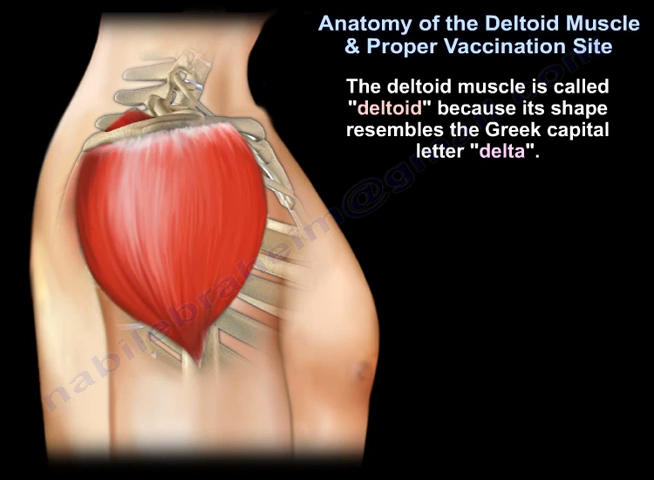 Anatomy of the Deltoid Muscle
& Proper Vaccination Site
The deltoid muscle is called
"deltoid" because its shape
resembles the Greek capital
letter "delta".